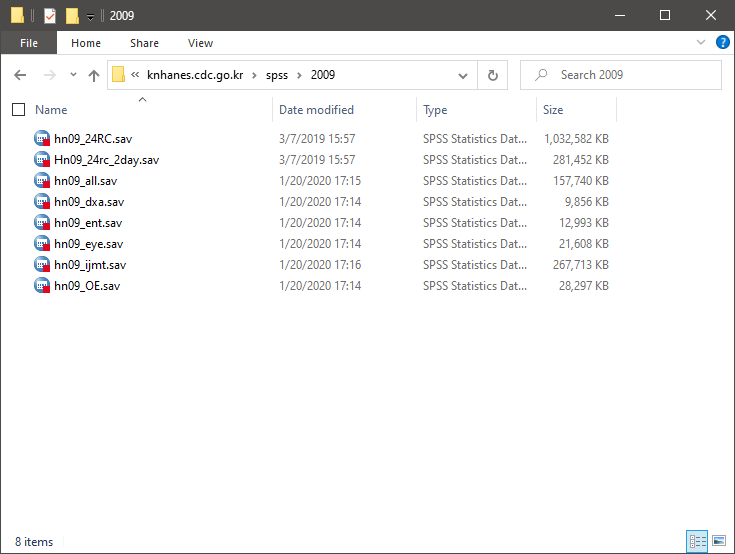 2009
File Home Share View
« knhanes.cdc.go.kr > spss > 2009 Search 2009
Name Date modified Type Size
hn09_24RC.sav 3/7/2019 15:57 SPSS Statistics Dat... 1,032,582 KB
Hn09_24rc_2day.sav 3/7/2019 15:57 SPSS Statistics Dat... 281,452 KB
hn09_all.sav 1/20/2020 17:15 SPSS Statistics Dat... 157,740 KB
hn09_dxa.sav 1/20/2020 17:14 SPSS Statistics Dat... 9,856 KB
hn09_ent.sav 1/20/2020 17:14 SPSS Statistics Dat... 12,993 KB
hn09_eye.sav 1/20/2020 17:14 SPSS Statistics Dat... 21,608 KB
hn09_ijmt.sav 1/20/2020 17:16 SPSS Statistics Dat... 267,713 KB
hn09_OE.sav 1/20/2020 17:14 SPSS Statistics Dat... 28,297 KB
8 items